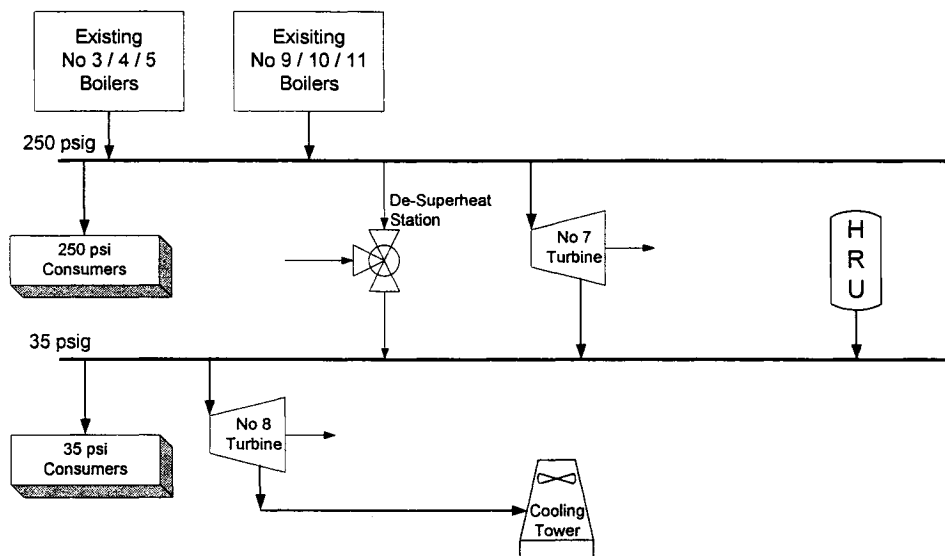 Existing
No 3 / 4 / 5
Boilers
Exisiting
No 9 / 10 / 11
Boilers
250 psig
De-Superheat
Station
250 psi
Consumers
No 7
Turbine
H
R
U
35 psig
35 psi
Consumers
No 8
Turbine
Cooling
Tower